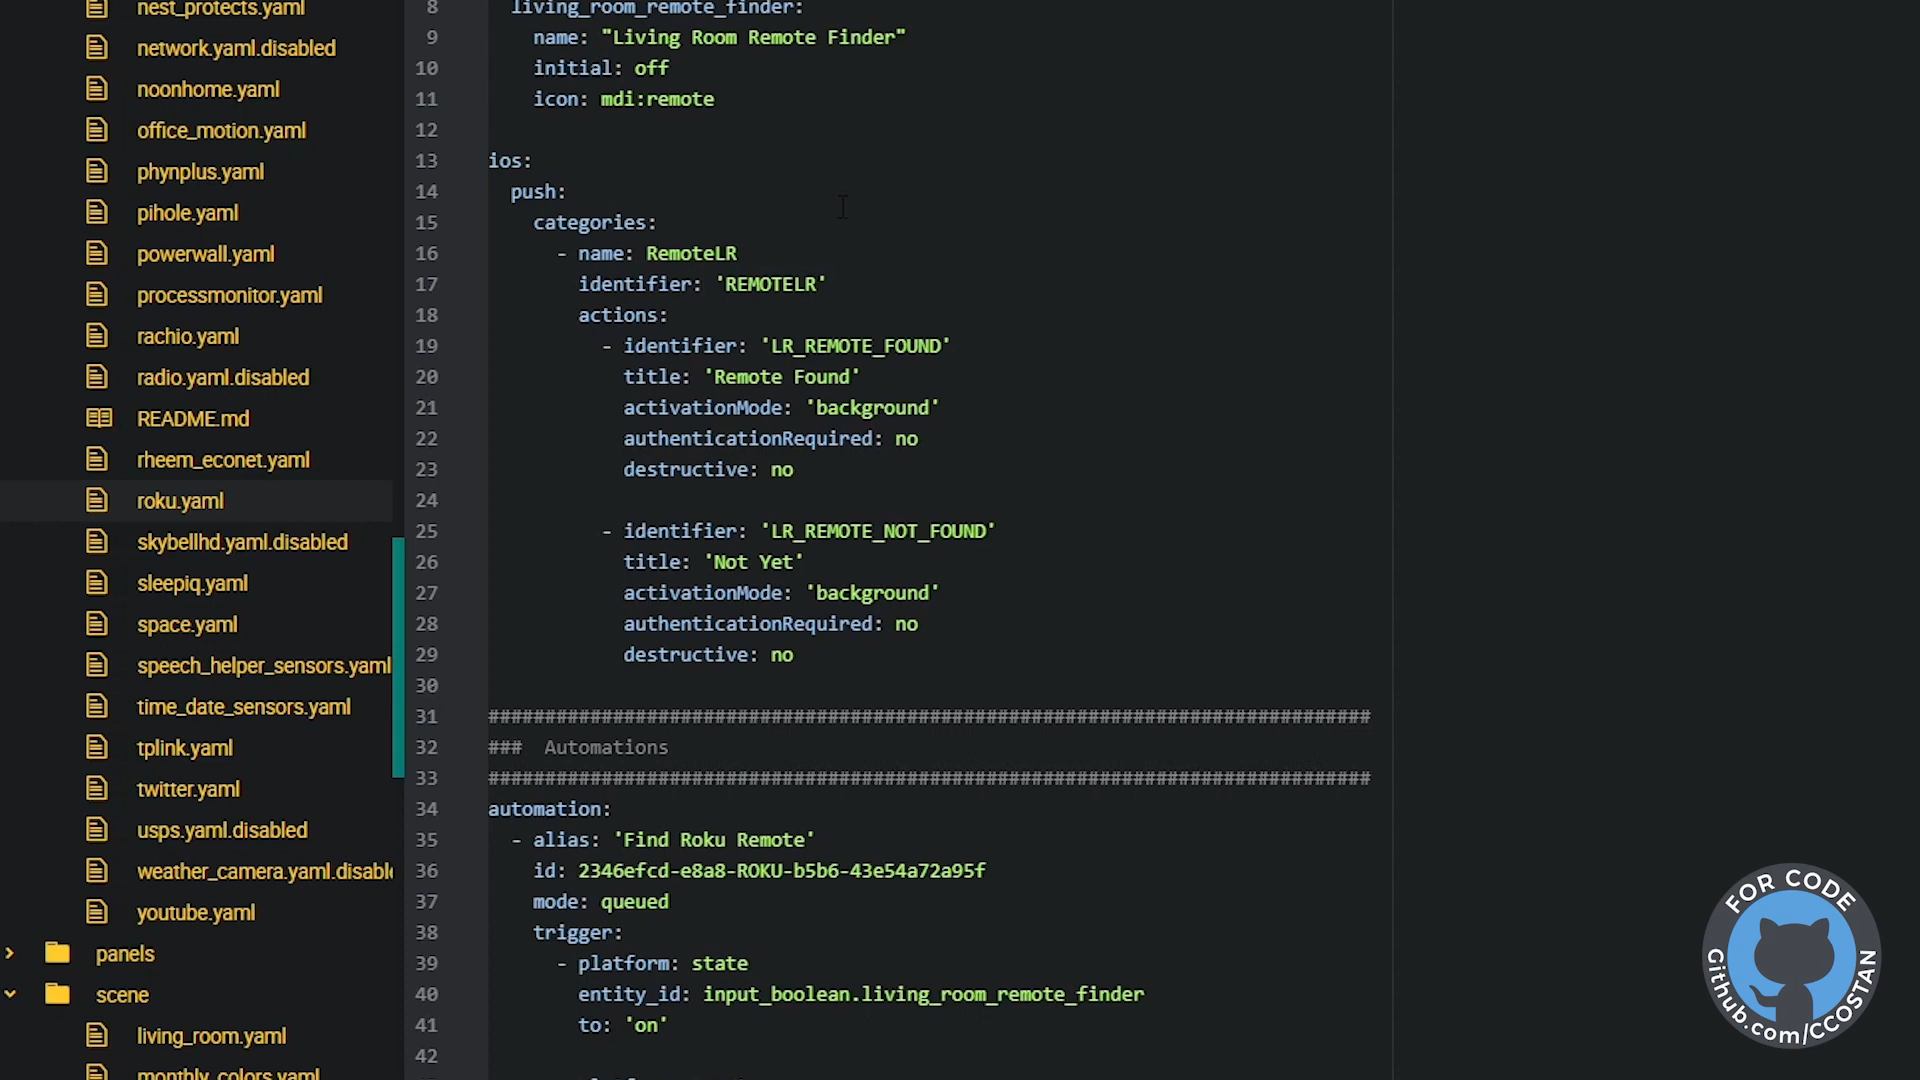 nest_protects.yaml
network.yaml.disabled
noonhome.yaml
office_motion.yaml
phynplus.yaml
pihole.yaml
powerwall.yaml
processmonitor.yaml
rachio.yaml
radio.yaml.disabled
README.md
rheem_econet.yaml
roku.yaml
skybellhd.yaml.disabled
sleepiq.yaml
space.yaml
speech_helper_sensors.yaml
time_date_sensors.yaml
tplink.yaml
twitter.yaml
usps.yaml.disabled
weather_camera.yaml.disable
youtube.yaml
panels
scene
living_room.yaml
monthly_colors.yaml
8 living_room_remote_finder:
9 name: "Living Room Remote Finder"
10 initial: off
11 icon: mdi:remote
12
13 ios:
14 push:
15 categories:
16 - name: RemoteLR
17 identifier: 'REMOTELR'
18 actions:
19 - identifier: 'LR_REMOTE_FOUND'
20 title: 'Remote Found'
21 activationMode: 'background'
22 authenticationRequired: no
23 destructive: no
24
25 - identifier: 'LR_REMOTE_NOT_FOUND'
26 title: 'Not Yet'
27 activationMode: 'background'
28 authenticationRequired: no
29 destructive: no
30
31 ##############################################################################
32 ### Automations
33 ##############################################################################
34 automation:
35 - alias: 'Find Roku Remote'
36 id: 2346efcd-e8a8-ROKU-b5b6-43e54a72a95f
37 mode: queued
38 trigger:
39 - platform: state
40 entity_id: input_boolean.living_room_remote_finder
41 to: 'on'
42
FOR CODE
Github.com/CCOSTAN